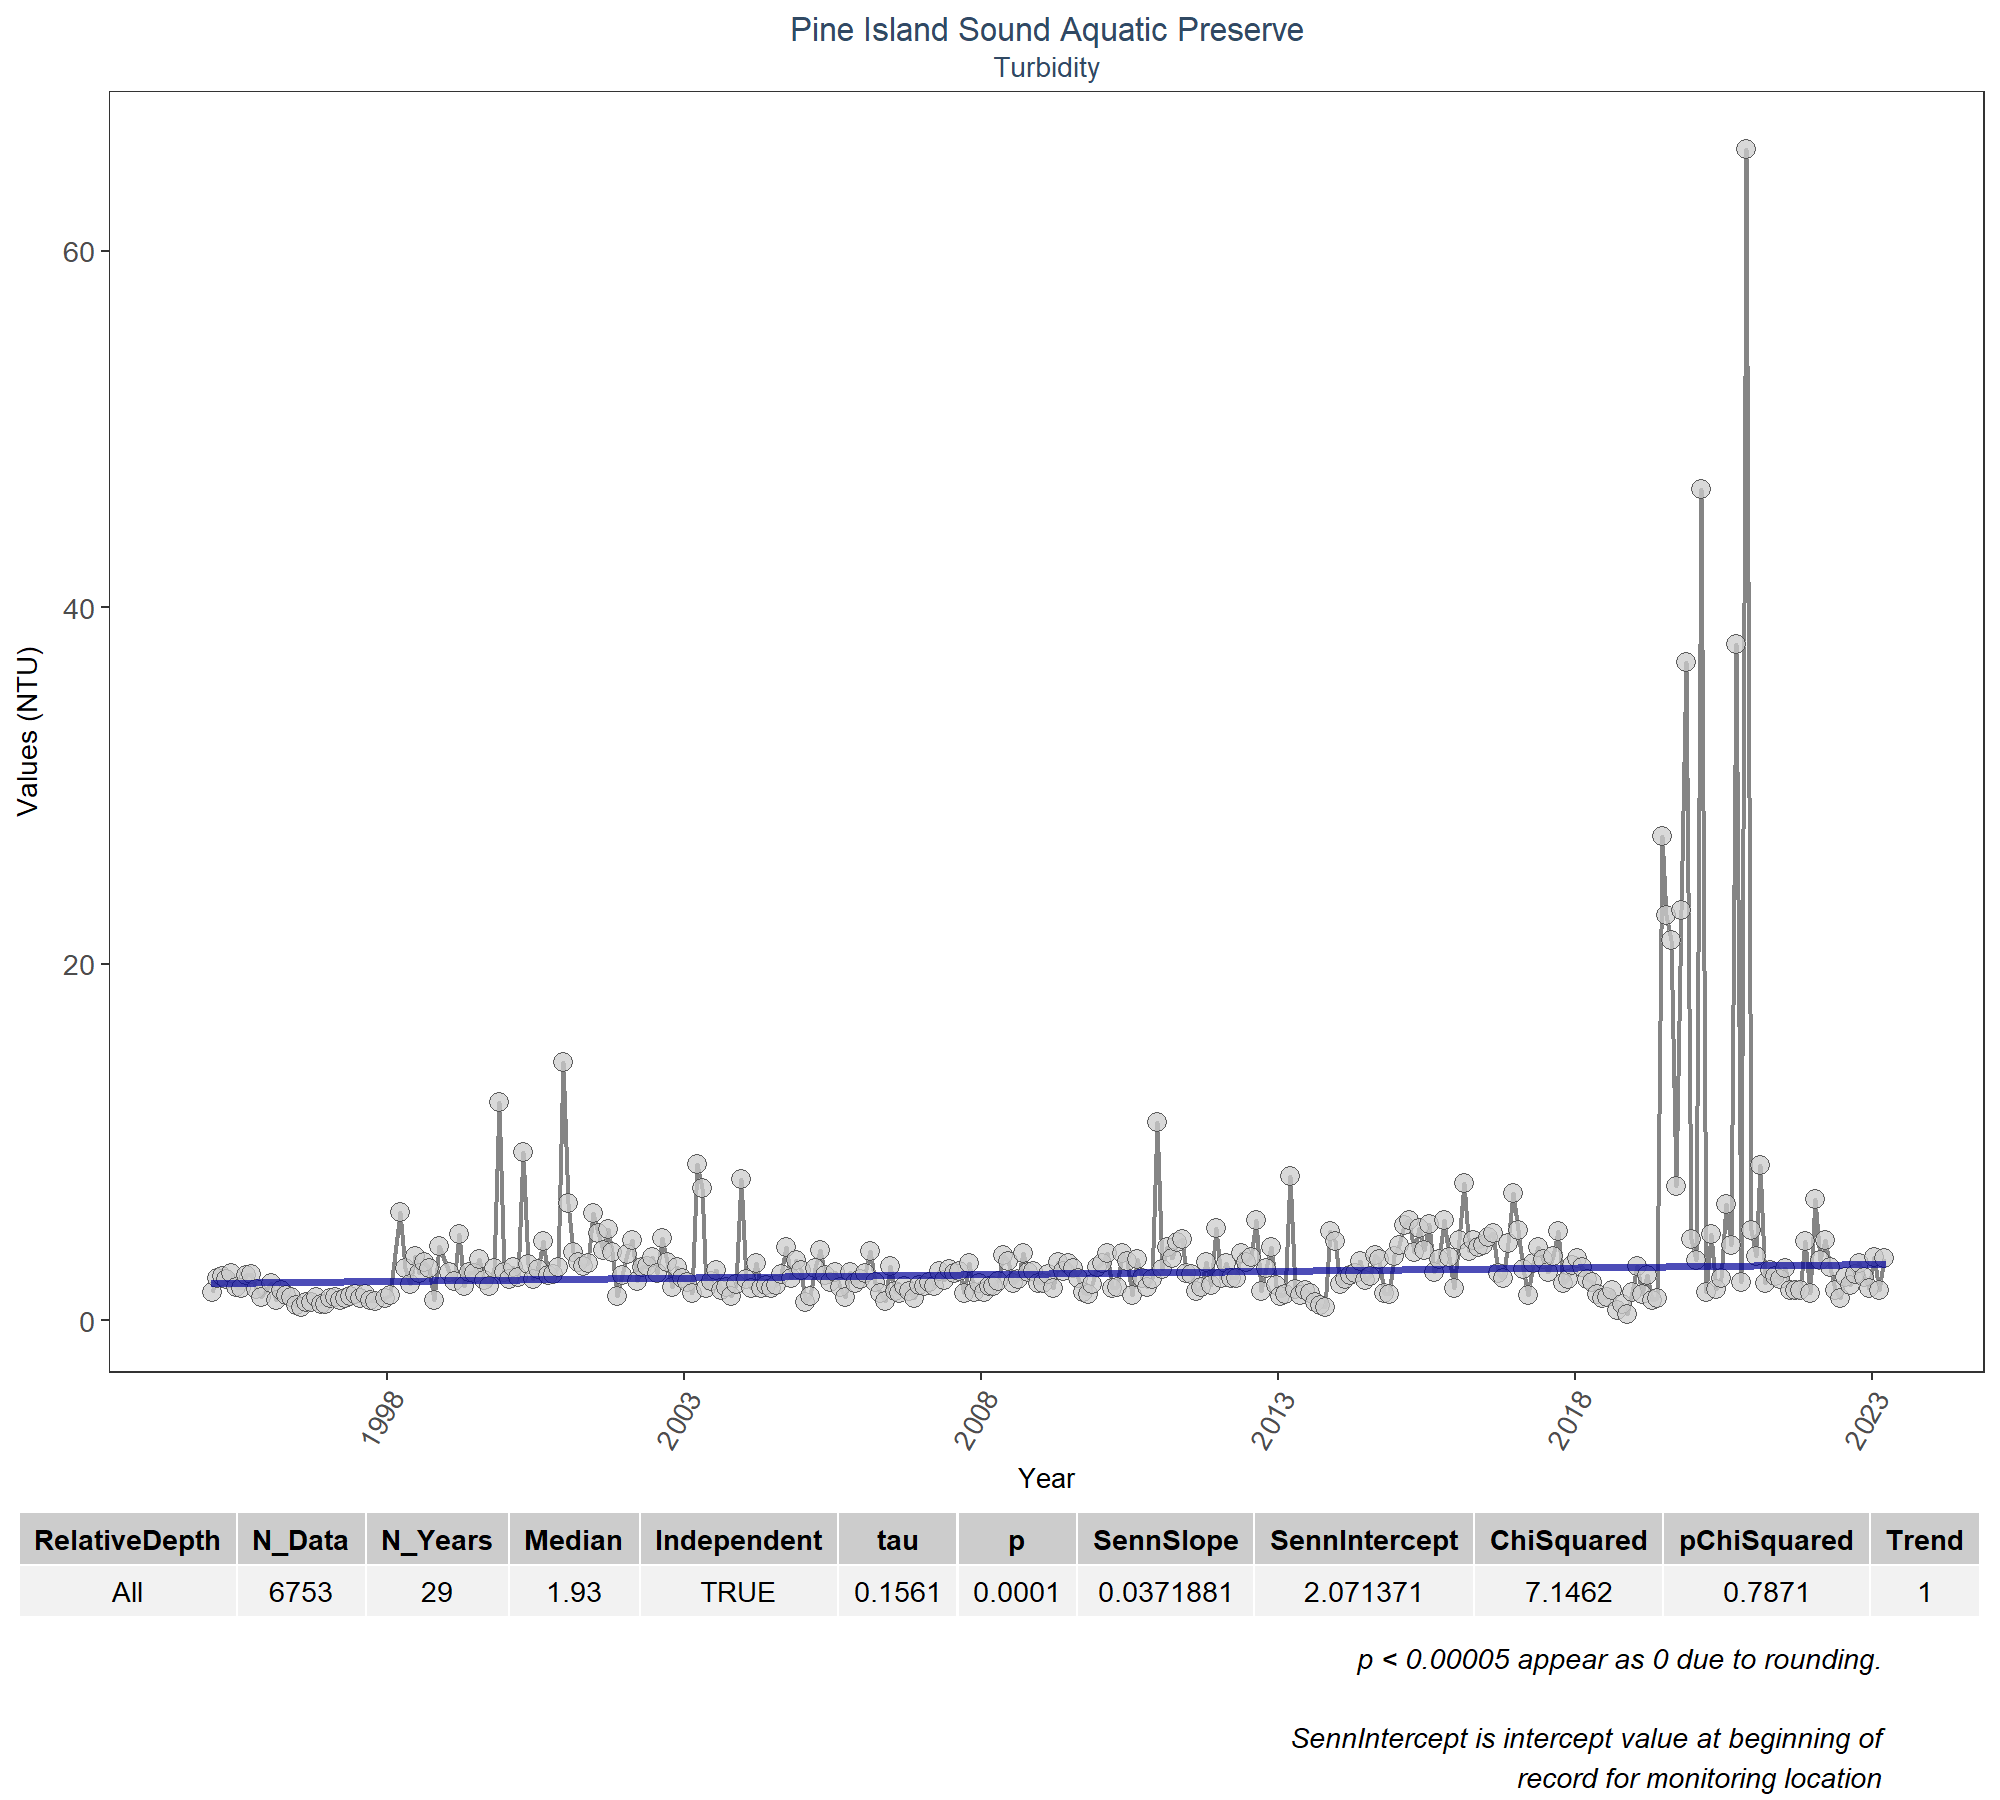 Pine Island Sound Aquatic Preserve
Turbidity
Values (NTU)
60
40
20
0
1998 2003 2008 2013 2018 2023
Year
RelativeDepth N_Data N_Years Median Independent tau p SennSlope SennIntercept ChiSquared pChiSquared Trend
All 6753 29 1.93 TRUE 0.1561 0.0001 0.0371881 2.071371 7.1462 0.7871 1
p < 0.00005 appear as 0 due to rounding.
SennIntercept is intercept value at beginning of
record for monitoring location